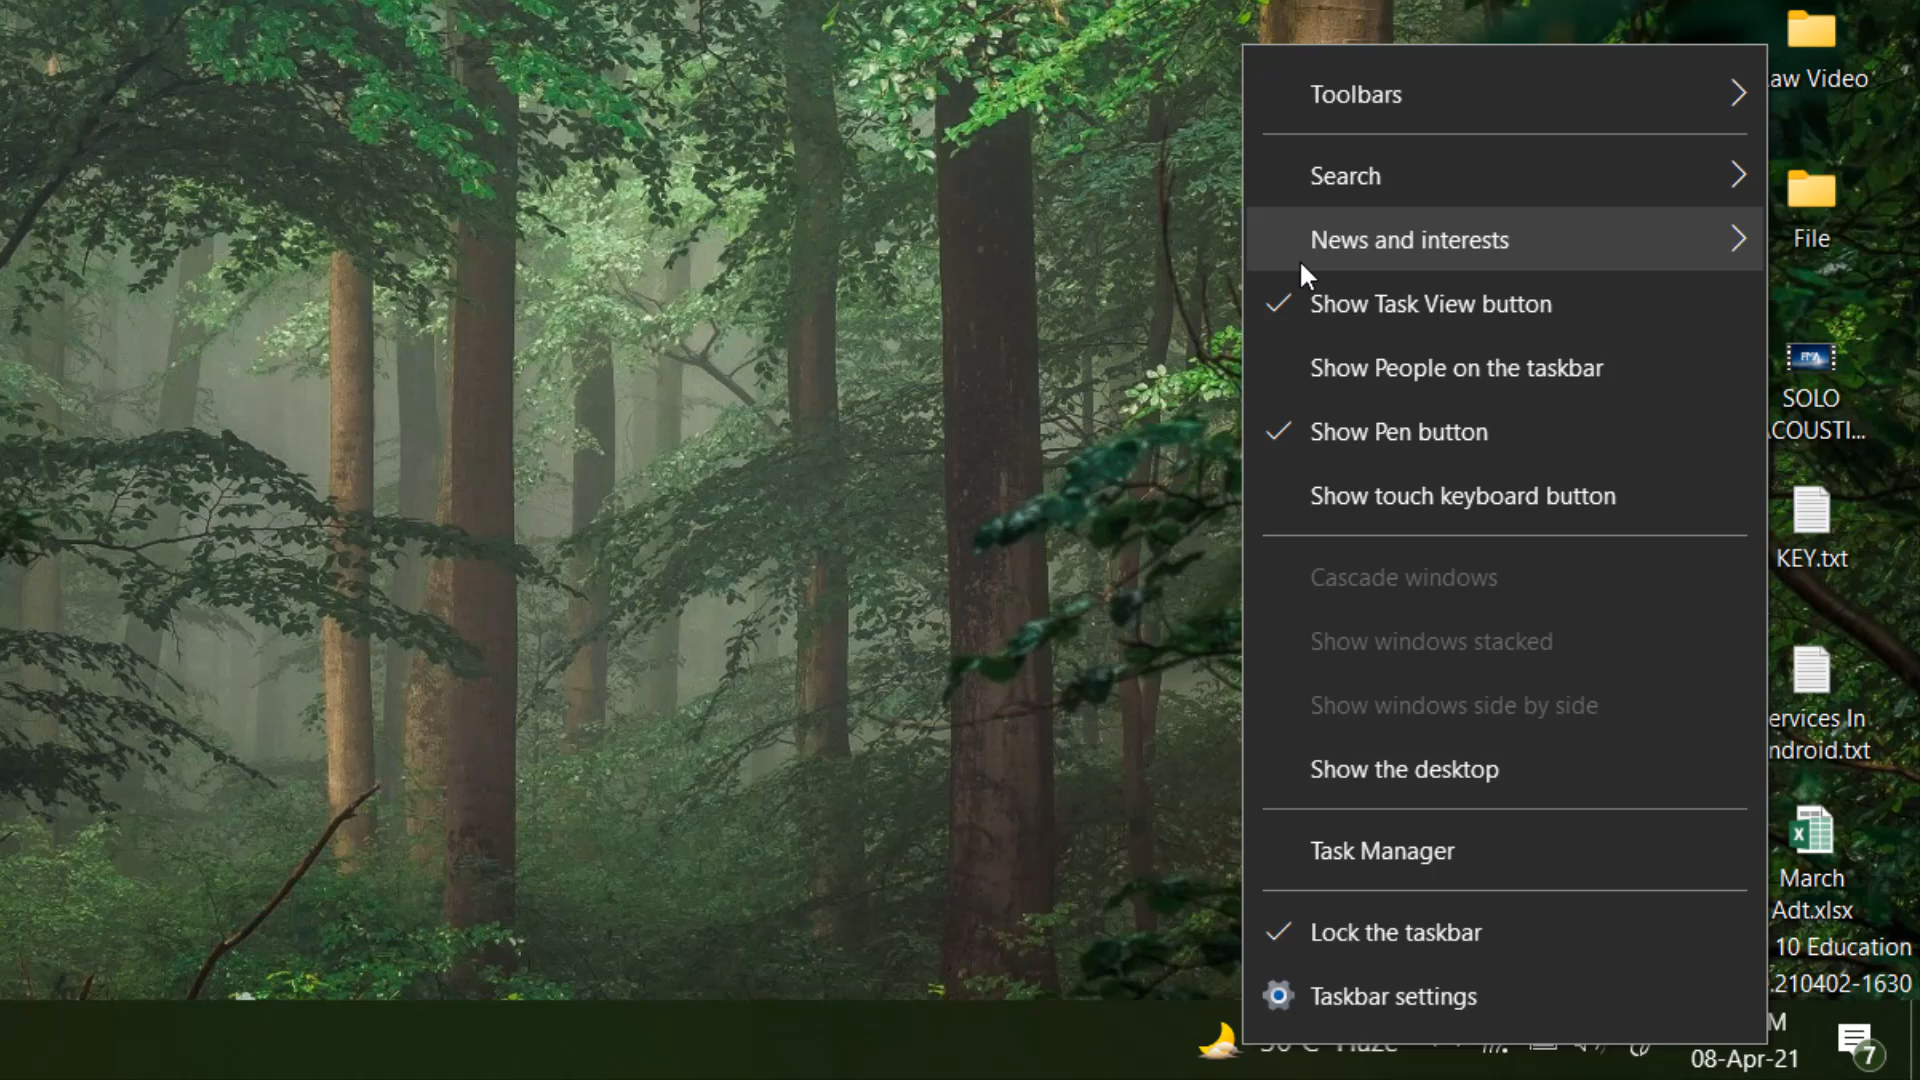 Toolbars
Search
News and interests
Show Task View button
Show People on the taskbar
Show Pen button
Show touch keyboard button
Cascade windows
Show windows stacked
Show windows side by side
Show the desktop
Task Manager
Lock the taskbar
Taskbar settings
aw Video
File
SOLO
COUSTI...
KEY.txt
ervices In
ndroid.txt
March
Adt.xlsx
10 Education
.210402-1630
M
08-Apr-21
7